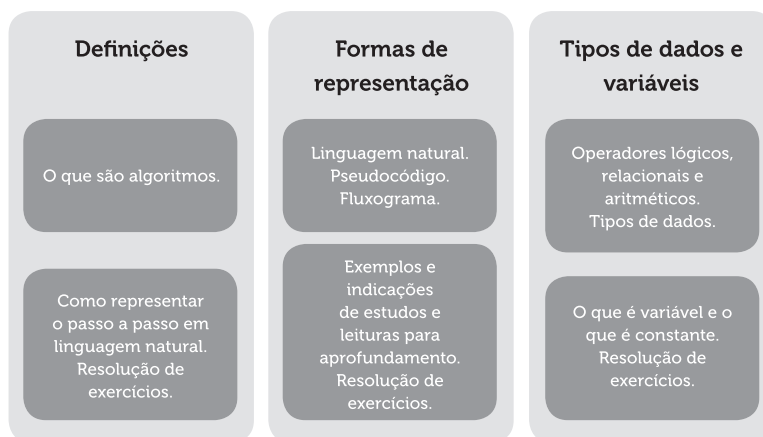 Definições
O que são algoritmos.
Como representar
o passo a passo em
linguagem natural.
Resolução de
exercícios.
Formas de
representação
Linguagem natural.
Pseudocódigo.
Fluxograma.
Exemplos e
indicações
de estudos e
leituras para
aprofundamento.
Resolução de
exercícios.
Tipos de dados e
variáveis
Operadores lógicos,
relacionais e
aritméticos.
Tipos de dados.
O que é variável e o
que é constante.
Resolução de
exercícios.